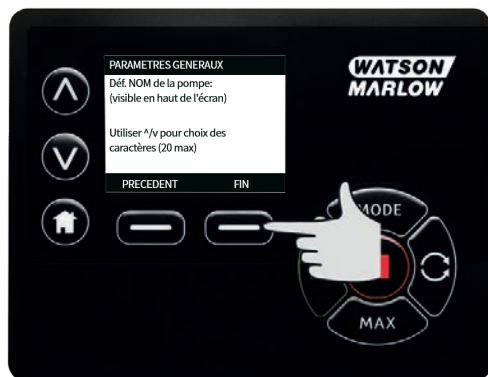 PARAMETRES GENERAUX
Déf. NOM de la pompe:
(visible en haut de l'écran)
Utiliser ^/v pour choix des
caractères (20 max)
PRECEDENT FIN
WATSON
MARLOW
MODE
MAX